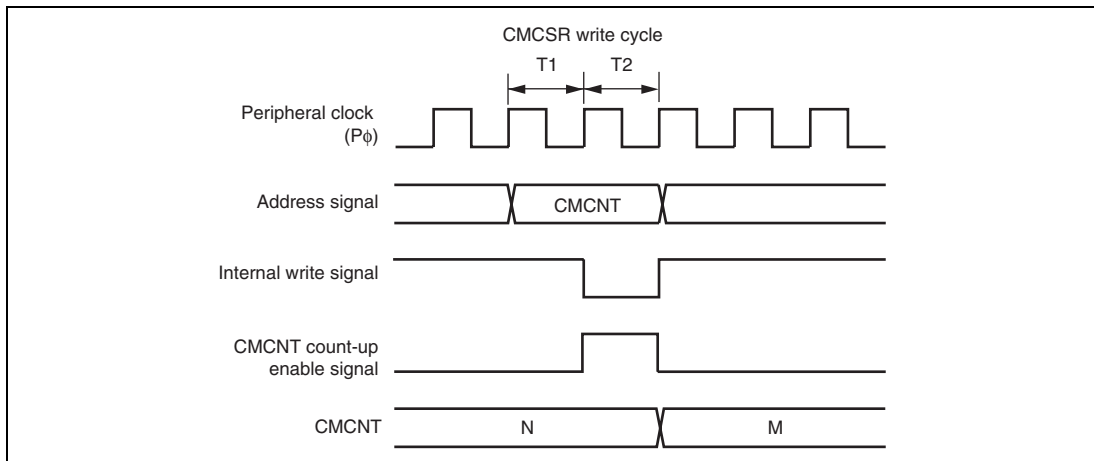 CMCSR write cycle
T1 T2
Peripheral clock
(Pϕ)
Address signal
CMCNT
Internal write signal
CMCNT count-up
enable signal
CMCNT
N
M